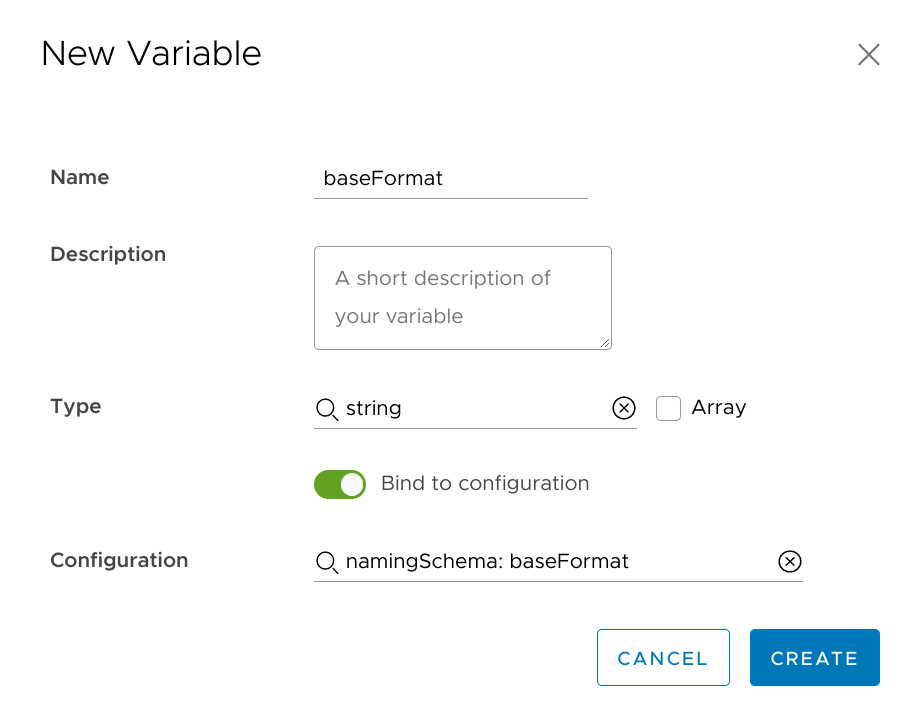 New Variable
Name
baseFormat
Description
A short description of
your variable
Type
string
Array
Bind to configuration
Configuration
namingSchema: baseFormat
CANCEL
CREATE